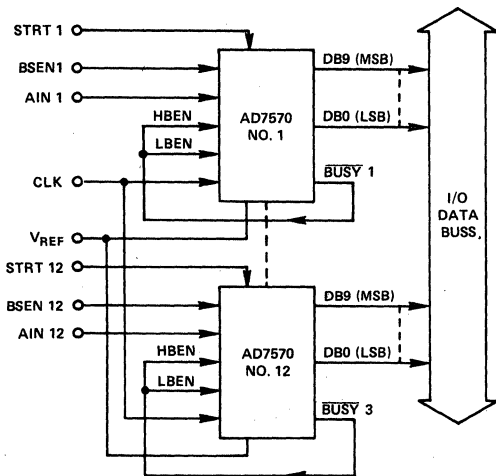 STRT 1
BSEN1
AIN 1
HBEN
LBEN
CLK
VREF
AD7570
NO. 1
DB9 (MSB)
DB0 (LSB)
BUSY 1
I/O
DATA
BUSS
STRT 12
BSEN 12
AIN 12
HBEN
LBEN
AD7570
NO. 12
DB9 (MSB)
DB0 (LSB)
BUSY 3